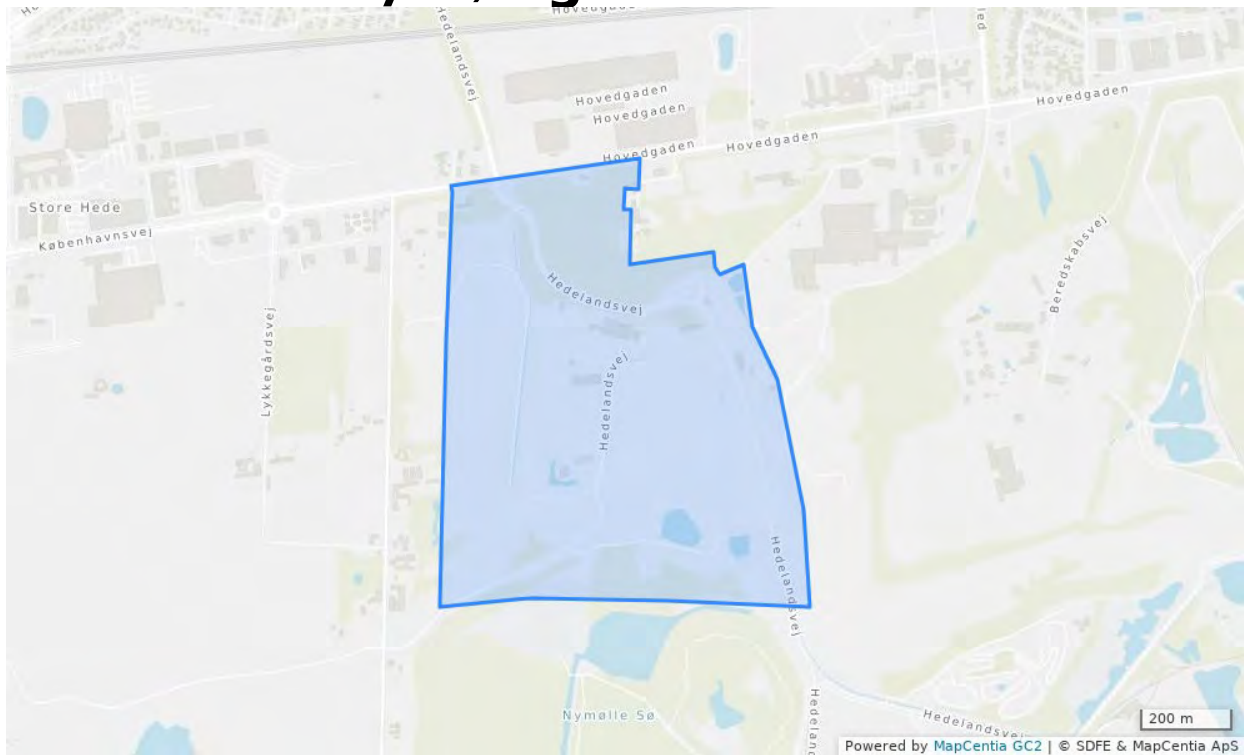 Hovedgaden
Hedelandsvej
Hovedgaden
Hovedgaden
Hovedgaden
Hovedgaden
Hovedgaden
Store Hede
Københavnsvej
Hedelandsvej
Beredskabsvej
Lykkegårdsvej
Hedelandsvej
Hedelandsvej
Nymølle Sø
Hedelandsvej
200 m
Powered by MapCentia GC2 | © SDFE & MapCentia ApS